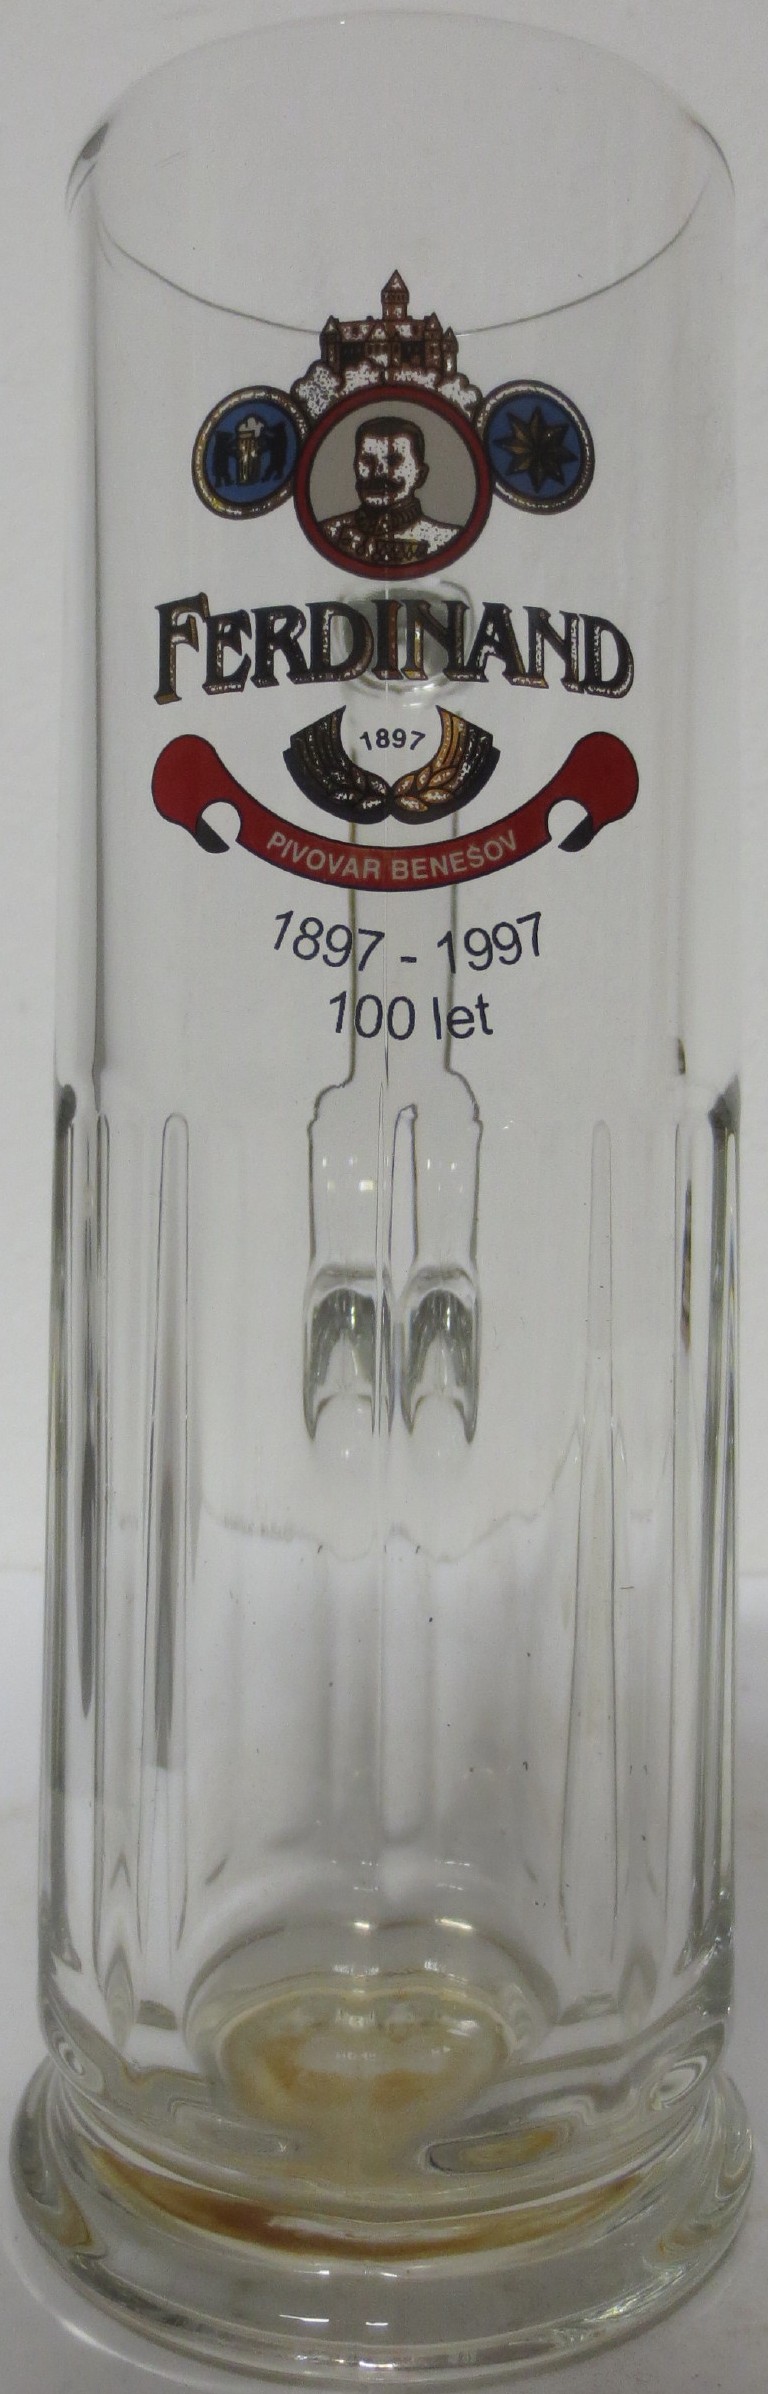 FERDINAND
1897
PIVOVAR BENEŠOV
1897 - 1997
100 let